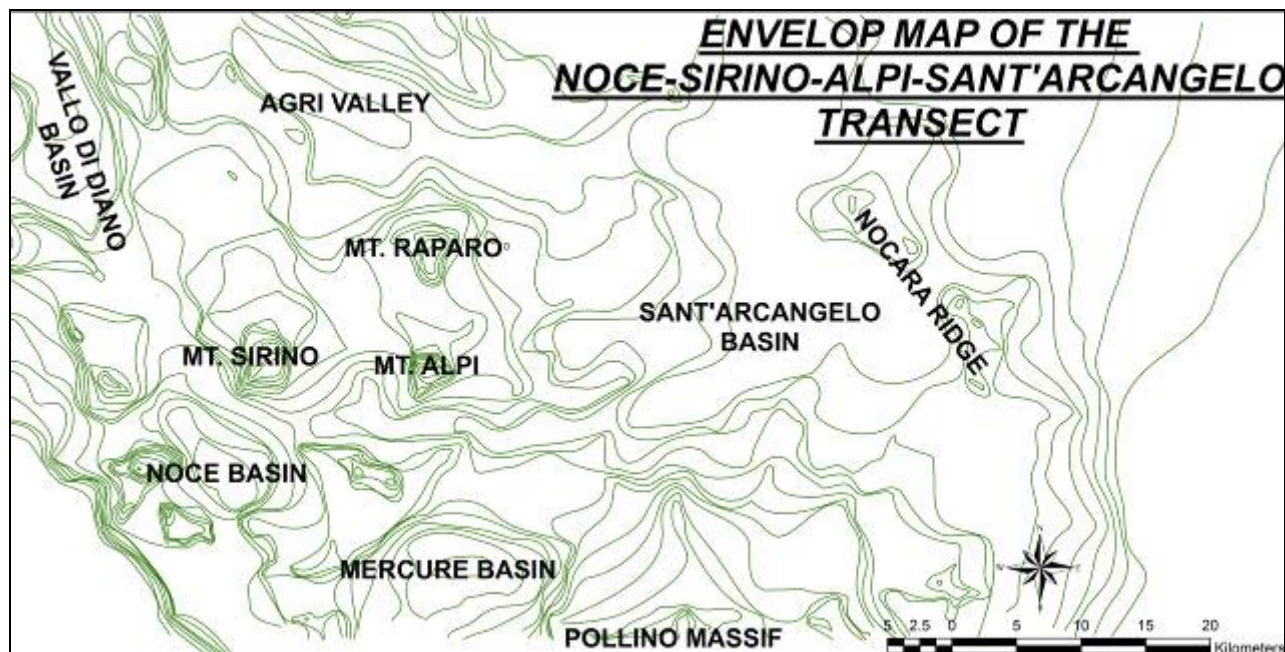 ENVELOP MAP OF THE
NOCE-SIRINO-ALPI-SANT'ARCANGELO
TRANSECT
VALLO DI DIANO
BASIN
AGRI VALLEY
MT. RAPARO
NOCARA RIDGE
SANT'ARCANGELO
BASIN
MT. SIRINO
MT. ALPI
NOCE BASIN
MERCURE BASIN
POLLINO MASSIF
5 2.5 0 5 10 15 20
Kilometers